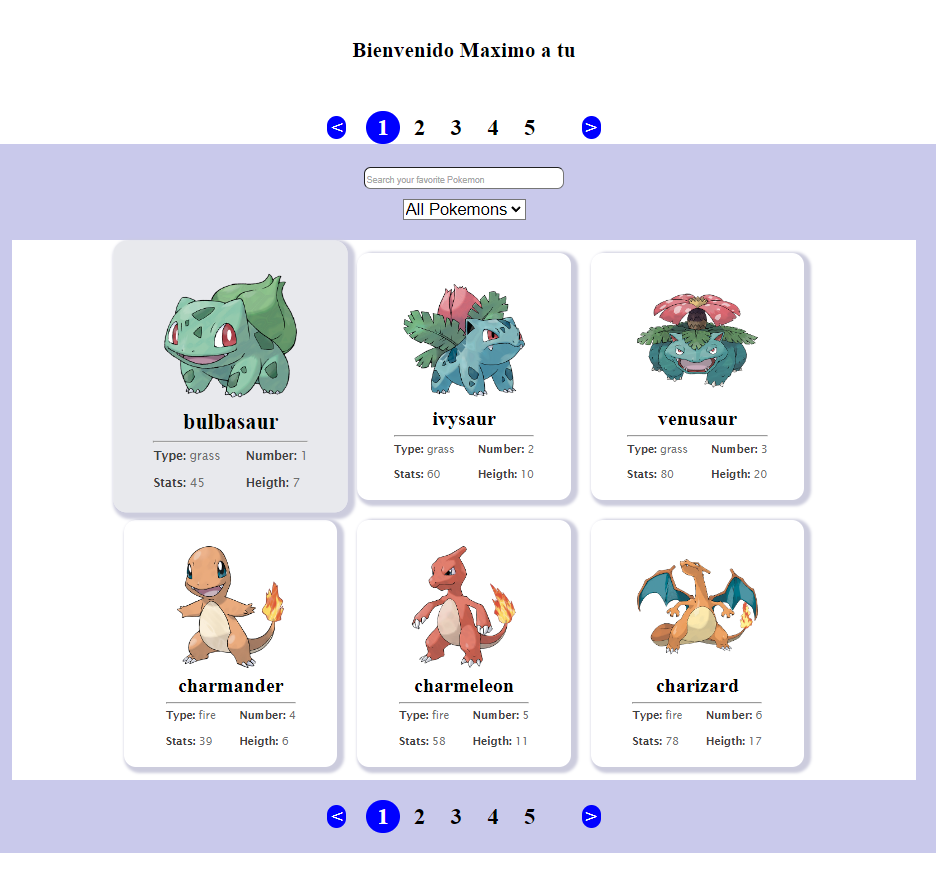 Bienvenido Maximo a tu
< 1 2 3 4 5 >
Search your favorite Pokemon
All Pokemons
bulbasaur
Type: grass Number: 1
Stats: 45 Heigth: 7
ivysaur
Type: grass Number: 2
Stats: 60 Heigth: 10
venusaur
Type: grass Number: 3
Stats: 80 Heigth: 20
charmander
Type: fire Number: 4
Stats: 39 Heigth: 6
charmeleon
Type: fire Number: 5
Stats: 58 Heigth: 11
charizard
Type: fire Number: 6
Stats: 78 Heigth: 17
< 1 2 3 4 5 >